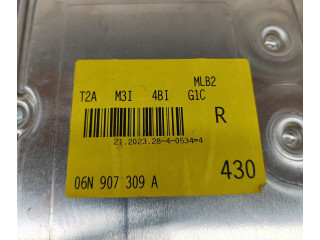 MLB2
T2A M3I 4BI G1C
R
21.2023.28-4-0534=4
06N 907 309 A 430